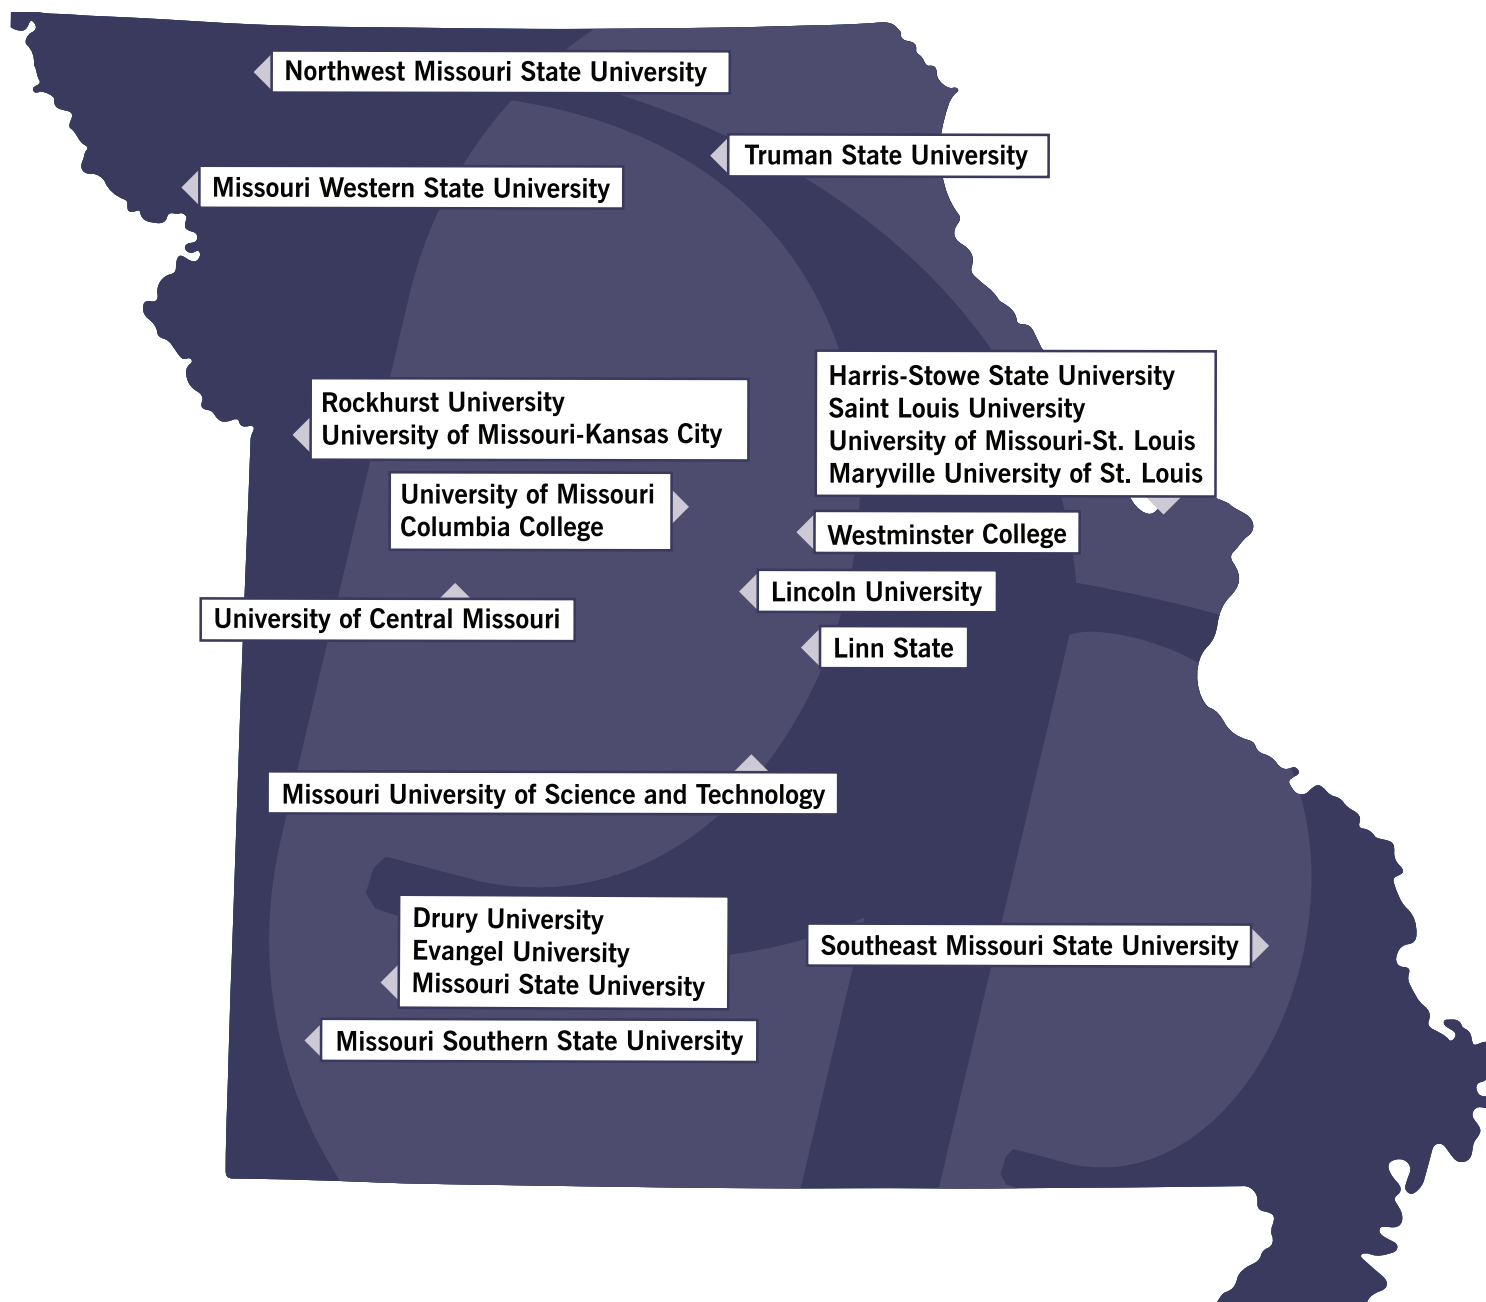 Northwest Missouri State University
Truman State University
Missouri Western State University
Rockhurst University
University of Missouri-Kansas City
Harris-Stowe State University
Saint Louis University
University of Missouri-St. Louis
Maryville University of St. Louis
University of Missouri
Columbia College
Westminster College
Lincoln University
University of Central Missouri
Linn State
Missouri University of Science and Technology
Drury University
Evangel University
Missouri State University
Southeast Missouri State University
Missouri Southern State University